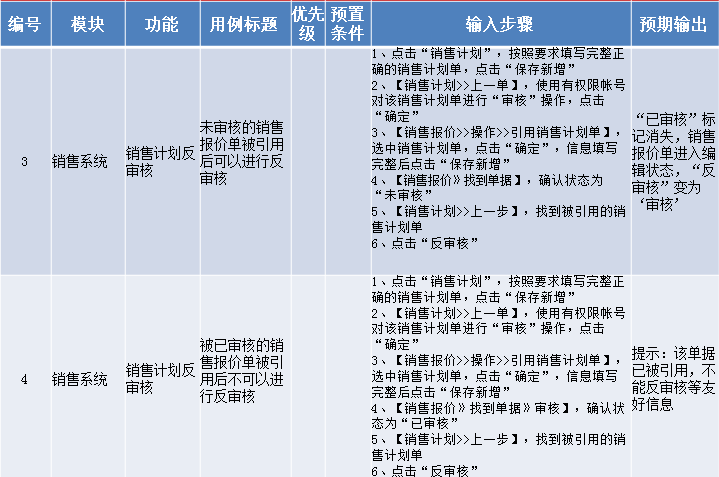 编号 模块 功能 用例标题 优先级 预置条件 输入步骤 预期输出
3
销售系统
销售计划反
审核
未审核的销售
报价单被引用
后可以进行反
审核
1、点击“销售计划”，按照要求填写完整正
确的销售计划单，点击“保存新增”
2、【销售计划>>上一单】，使用有权限帐号
对该销售计划单进行“审核”操作，点击
“确定”
3、【销售报价>>操作>>引用销售计划单】，
选中销售计划单，点击“确定”，信息填写
完整后点击“保存新增”
4、【销售报价》找到单据】，确认状态为
“未审核”
5、【销售计划>>上一步】，找到被引用的销
售计划单
6、点击“反审核”
“已审核”标
记消失，销售
报价单进入编
辑状态，“反
审核”变为
‘审核’
4
销售系统
销售计划反
审核
被已审核的销
售报价单被引
用后不可以进
行反审核
1、点击“销售计划”，按照要求填写完整正
确的销售计划单，点击“保存新增”
2、【销售计划>>上一单】，使用有权限帐号
对该销售计划单进行“审核”操作，点击
“确定”
3、【销售报价>>操作>>引用销售计划单】，
选中销售计划单，点击“确定”，信息填写
完整后点击“保存新增”
4、【销售报价》找到单据》审核】，确认状
态为“已审核”
5、【销售计划>>上一步】，找到被引用的销
售计划单
6、点击“反审核”
提示：该单据
已被引用，不
能反审核等友
好信息